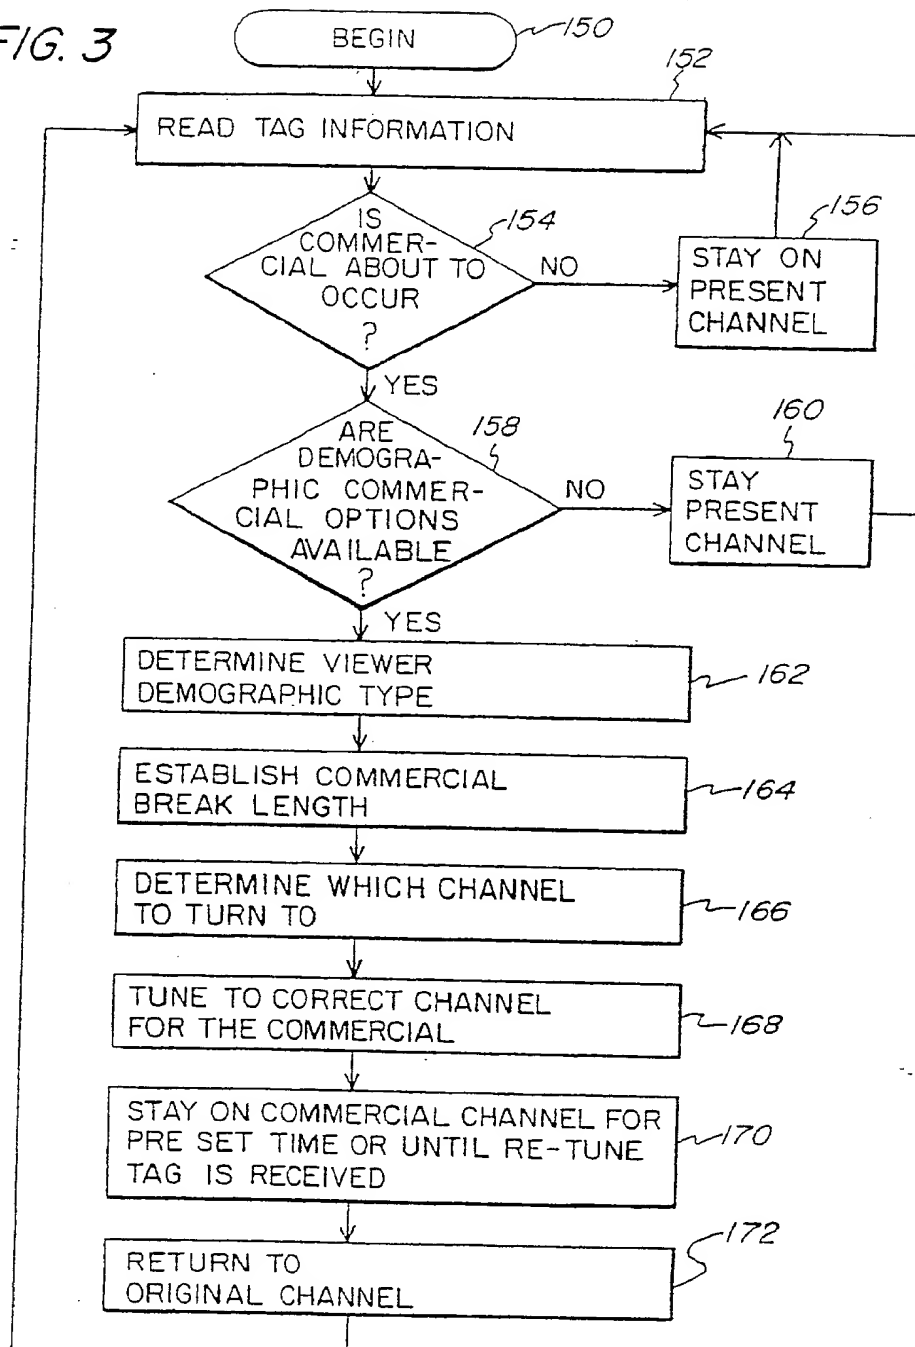 FIG. 3
BEGIN
150
152
READ TAG INFORMATION
IS
COMMER-
CIAL ABOUT TO
OCCUR
?
154
NO
156
STAY ON
PRESENT
CHANNEL
YES
ARE
DEMOGRA-
PHIC COMMER-
CIAL OPTIONS
AVAILABLE
?
158
NO
160
STAY
PRESENT
CHANNEL
YES
DETERMINE VIEWER
DEMOGRAPHIC TYPE
162
ESTABLISH COMMERCIAL
BREAK LENGTH
164
DETERMINE WHICH CHANNEL
TO TURN TO
166
TUNE TO CORRECT CHANNEL
FOR THE COMMERCIAL
168
STAY ON COMMERCIAL CHANNEL FOR
PRE SET TIME OR UNTIL RE-TUNE
TAG IS RECEIVED
170
172
RETURN TO
ORIGINAL CHANNEL